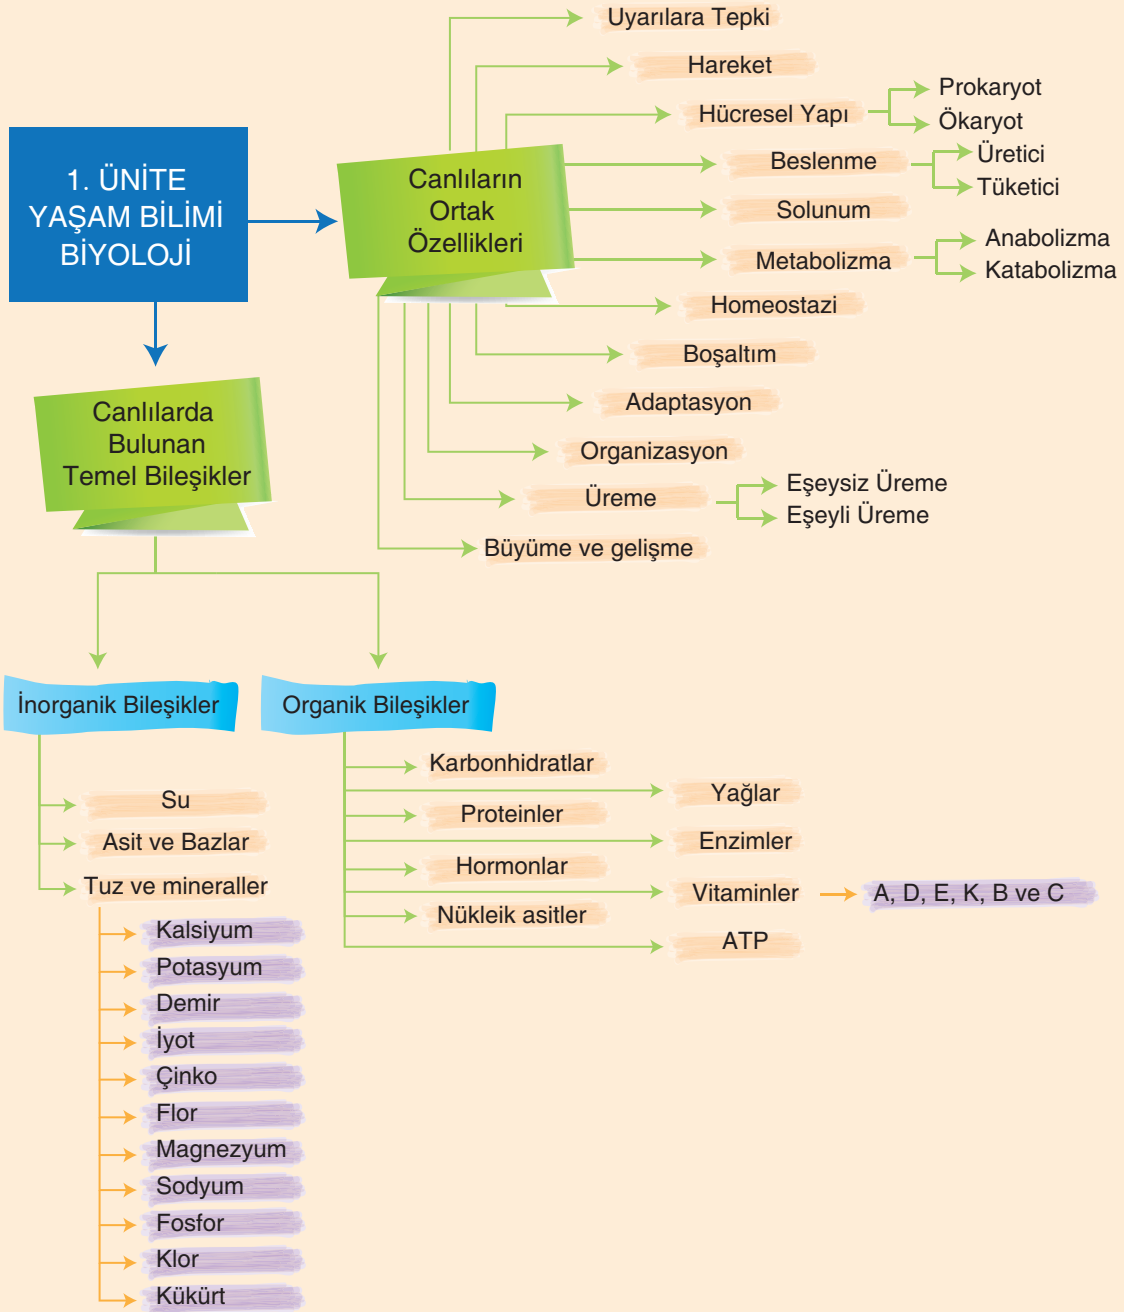 1. ÜNİTE
YAŞAM BİLİMİ
BİYOLOJİ
Canlıların
Ortak
Özellikleri
Uyarılara Tepki
Hareket
Hücresel Yapı
Prokaryot
Ökaryot
Beslenme
Üretici
Tüketici
Solunum
Metabolizma
Anabolizma
Katabolizma
Homeostazi
Boşaltım
Adaptasyon
Organizasyon
Üreme
Eşeysiz Üreme
Eşeyli Üreme
Büyüme ve gelişme
Canlılarda
Bulunan
Temel Bileşikler
İnorganik Bileşikler
Su
Asit ve Bazlar
Tuz ve mineraller
Kalsiyum
Potasyum
Demir
İyot
Çinko
Flor
Magnezyum
Sodyum
Fosfor
Klor
Kükürt
Organik Bileşikler
Karbonhidratlar
Yağlar
Proteinler
Enzimler
Hormonlar
Vitaminler
A, D, E, K, B ve C
Nükleik asitler
ATP